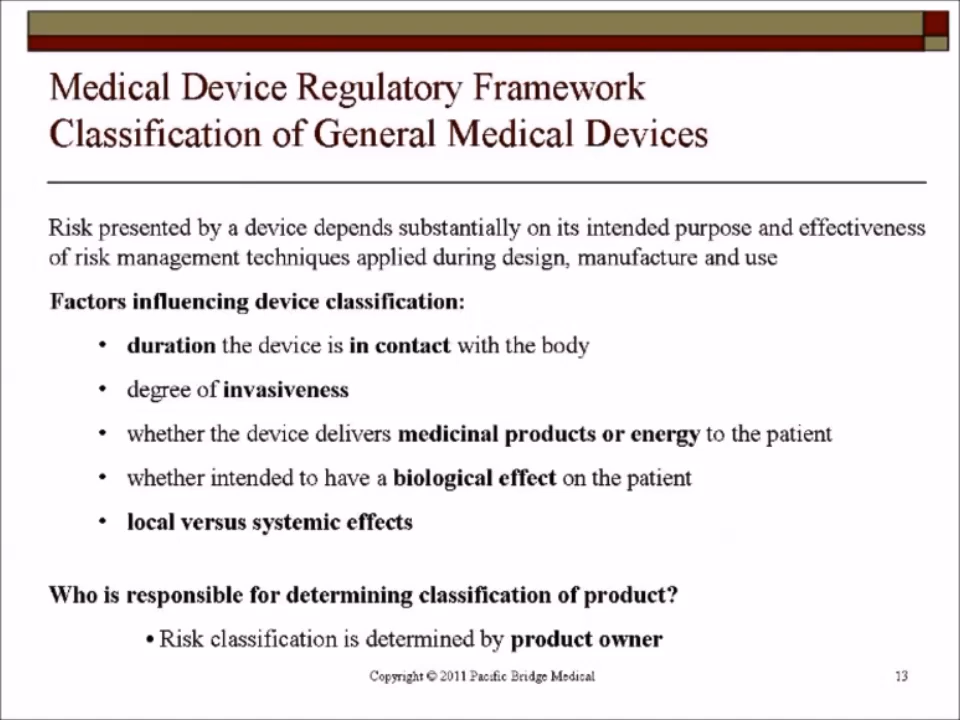 Medical Device Regulatory Framework
Classification of General Medical Devices
Risk presented by a device depends substantially on its intended purpose and effectiveness
of risk management techniques applied during design, manufacture and use
Factors influencing device classification:
• duration the device is in contact with the body
• degree of invasiveness
• whether the device delivers medicinal products or energy to the patient
• whether intended to have a biological effect on the patient
• local versus systemic effects
Who is responsible for determining classification of product?
• Risk classification is determined by product owner
Copyright © 2011 Pacific Bridge Medical
13